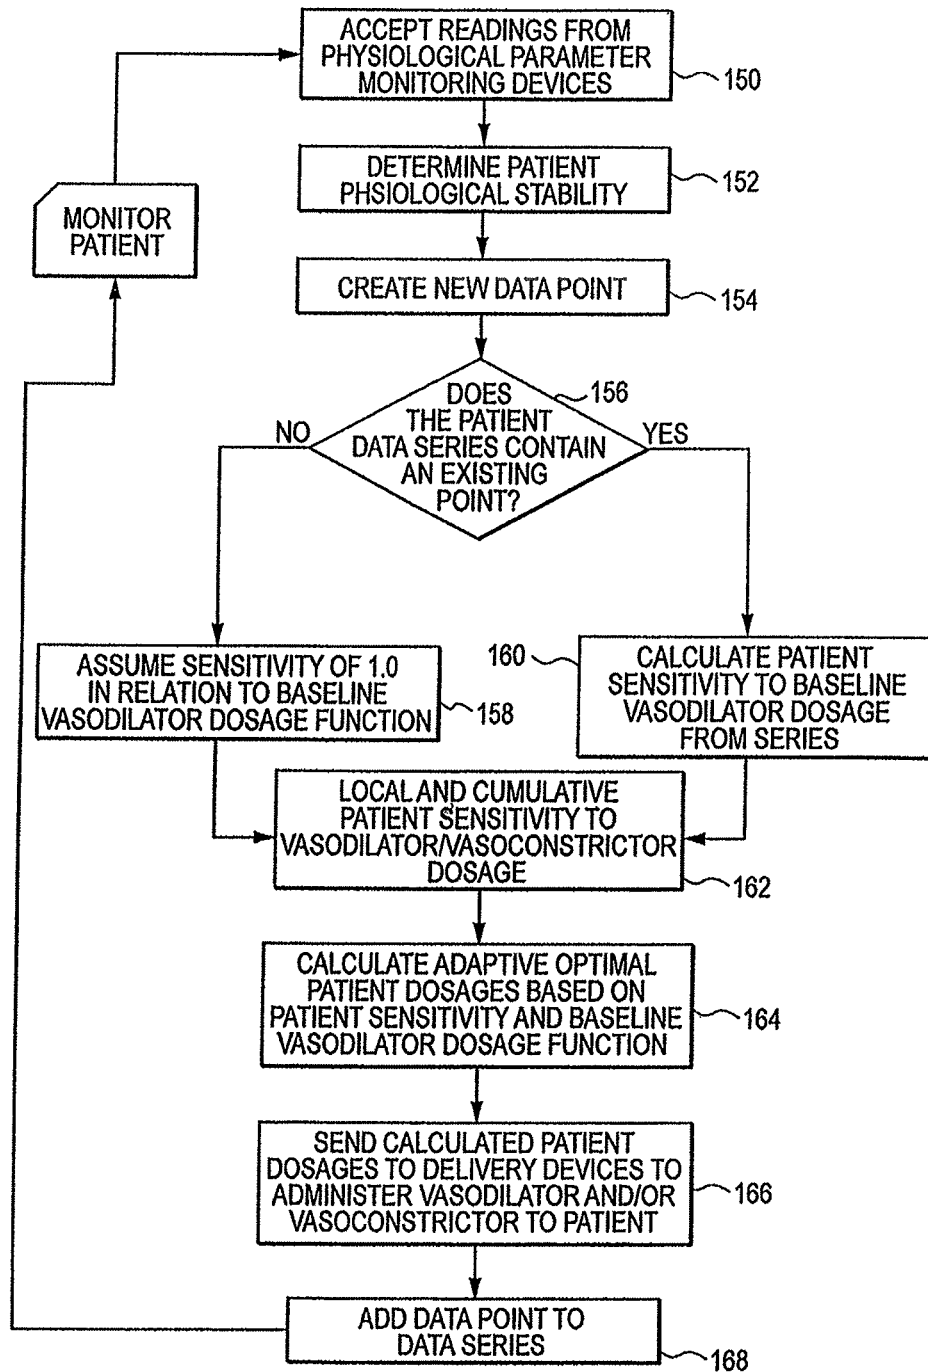 ACCEPT READINGS FROM
PHYSIOLOGICAL PARAMETER
MONITORING DEVICES
150
DETERMINE PATIENT
PHSIOLOGICAL STABILITY
152
MONITOR
PATIENT
CREATE NEW DATA POINT
154
DOES
THE PATIENT
DATA SERIES CONTAIN
AN EXISTING
POINT?
156
NO
YES
ASSUME SENSITIVITY OF 1.0
IN RELATION TO BASELINE
VASODILATOR DOSAGE FUNCTION
158
160
CALCULATE PATIENT
SENSITIVITY TO BASELINE
VASODILATOR DOSAGE
FROM SERIES
LOCAL AND CUMULATIVE
PATIENT SENSITIVITY TO
VASODILATOR/VASOCONSTRICTOR
DOSAGE
162
CALCULATE ADAPTIVE OPTIMAL
PATIENT DOSAGES BASED ON
PATIENT SENSITIVITY AND BASELINE
VASODILATOR DOSAGE FUNCTION
164
SEND CALCULATED PATIENT
DOSAGES TO DELIVERY DEVICES TO
ADMINISTER VASODILATOR AND/OR
VASOCONSTRICTOR TO PATIENT
166
ADD DATA POINT TO
DATA SERIES
168